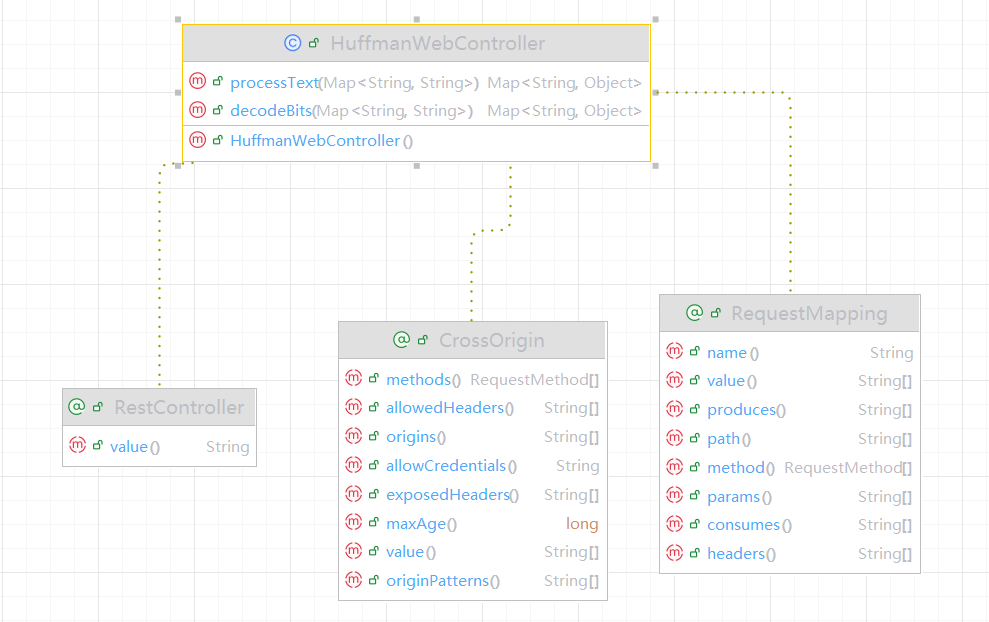 HuffmanWebController
processText(Map<String, String>) Map<String, Object>
decodeBits(Map<String, String>) Map<String, Object>
HuffmanWebController()
RestController
value() String
CrossOrigin
methods() RequestMethod[]
allowedHeaders() String[]
origins() String[]
allowCredentials() String
exposedHeaders() String[]
maxAge() long
value() String[]
originPatterns() String[]
RequestMapping
name() String
value() String[]
produces() String[]
path() String[]
method() RequestMethod[]
params() String[]
consumes() String[]
headers() String[]